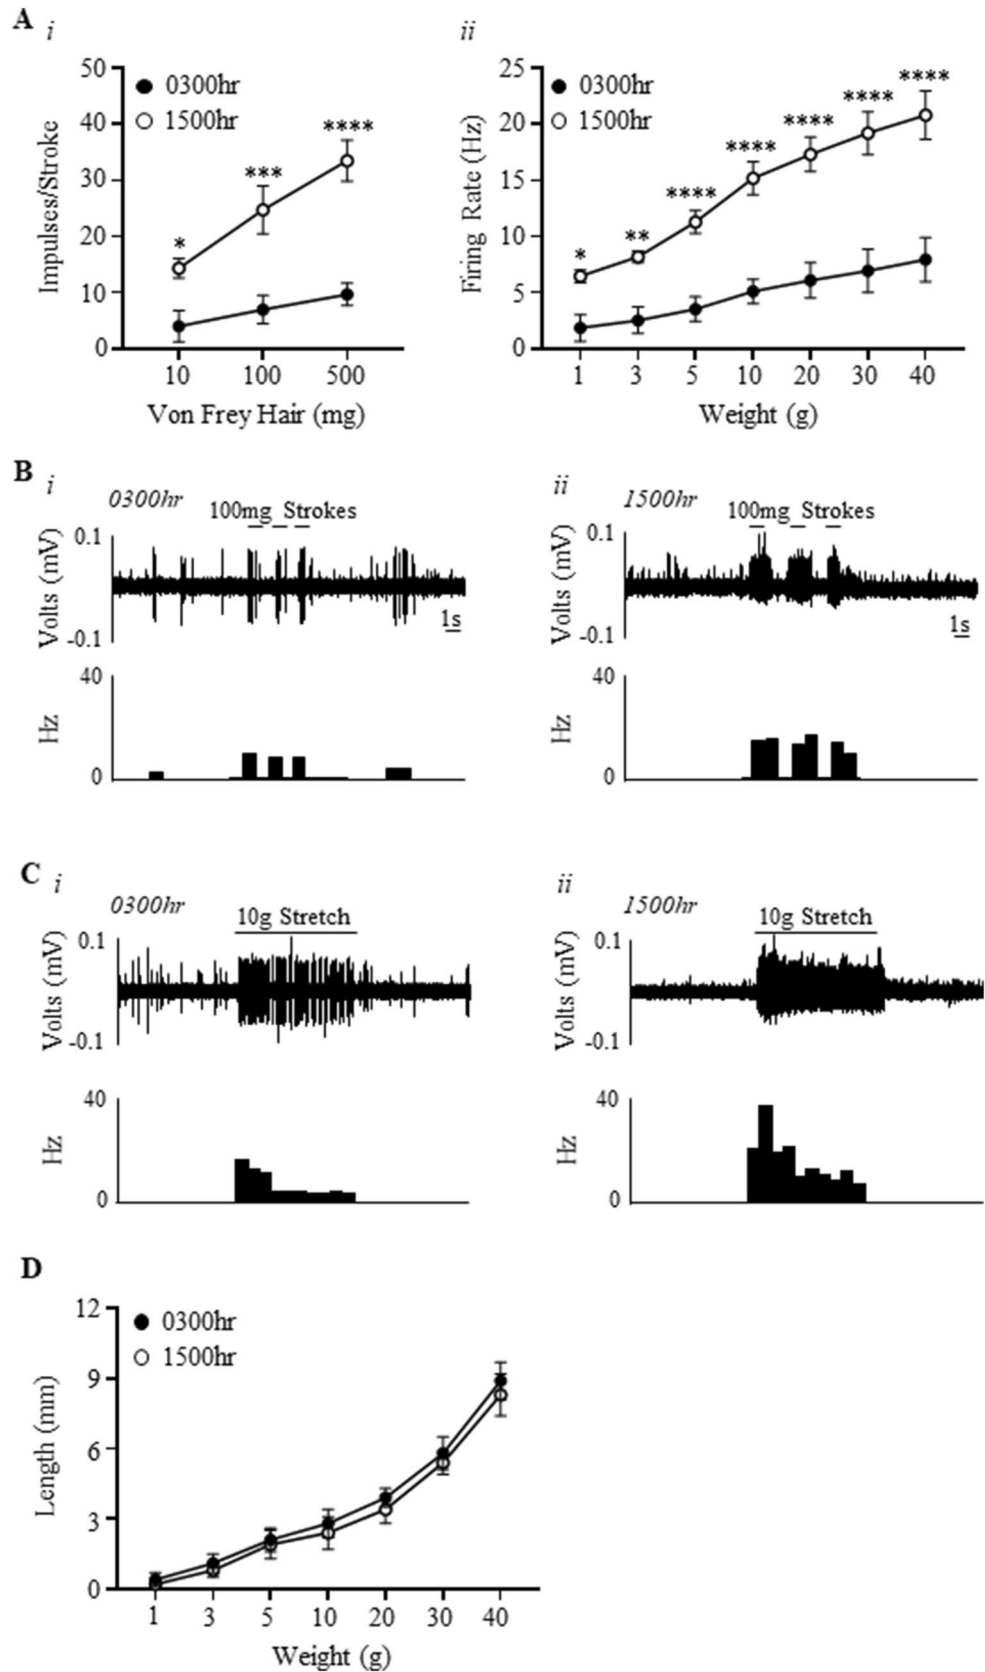 A
i
50
40
30
20
10
0
Impulses/Stroke
0300hr
1500hr
*
***
****
10 100 500
Von Frey Hair (mg)
ii
25
20
15
10
5
0
Firing Rate (Hz)
0300hr
1500hr
*
**
****
****
****
****
****
1 3 5 10 20 30 40
Weight (g)
B
i
0300hr
100mg Strokes
0.1
Volts (mV)
-0.1
1s
40
Hz
0
ii
1500hr
100mg Strokes
0.1
Volts (mV)
-0.1
1s
40
Hz
0
C
i
0300hr
10g Stretch
0.1
Volts (mV)
-0.1
40
Hz
0
ii
1500hr
10g Stretch
0.1
Volts (mV)
-0.1
40
Hz
0
D
12
9
6
3
0
Length (mm)
0300hr
1500hr
1 3 5 10 20 30 40
Weight (g)